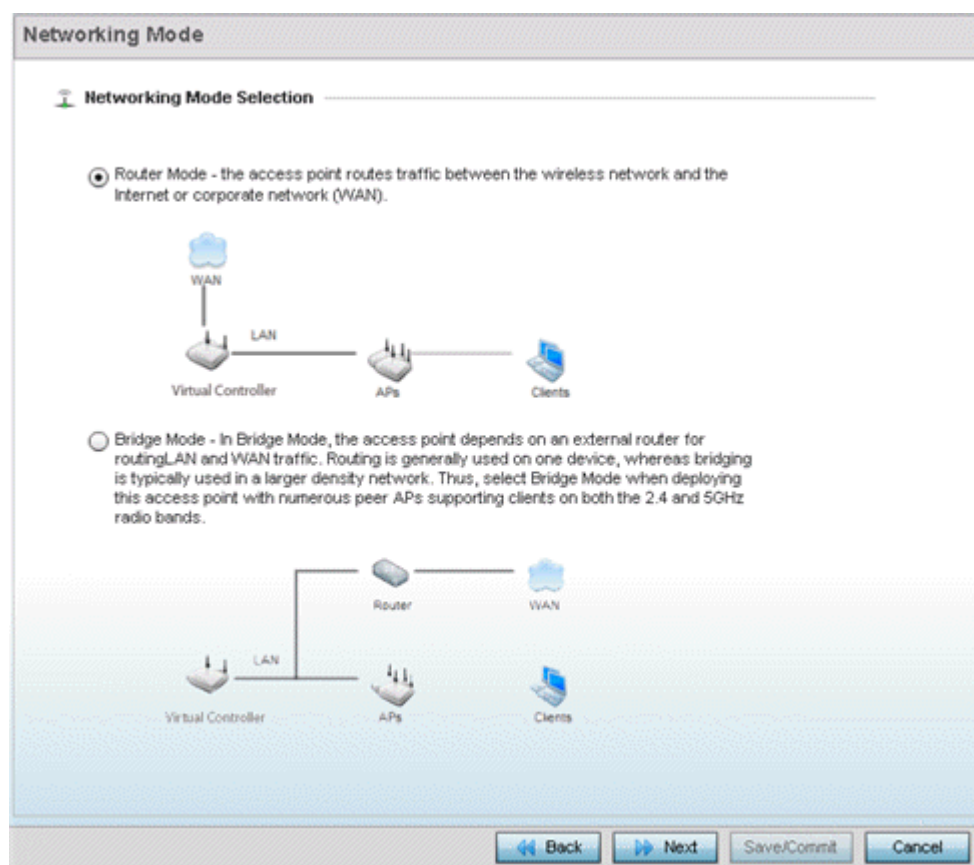 Networking Mode
Networking Mode Selection
Router Mode - the access point routes traffic between the wireless network and the
Internet or corporate network (WAN).
WAN
LAN
Virtual Controller
APs
Clients
Bridge Mode - In Bridge Mode, the access point depends on an external router for
routingLAN and WAN traffic. Routing is generally used on one device, whereas bridging
is typically used in a larger density network. Thus, select Bridge Mode when deploying
this access point with numerous peer APs supporting clients on both the 2.4 and 5GHz
radio bands.
Router
WAN
LAN
Virtual Controller
APs
Clients
Back
Next
Save/Commit
Cancel